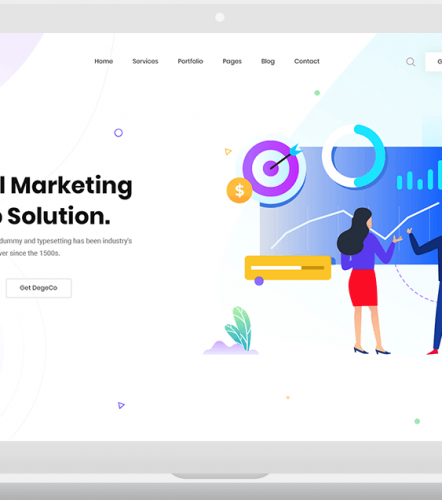 Home Services Portfolio Pages Blog Contact
l Marketing
Solution.
dummy and typesetting has been industry's
ver since the 1500s.
Get DegeCo
$